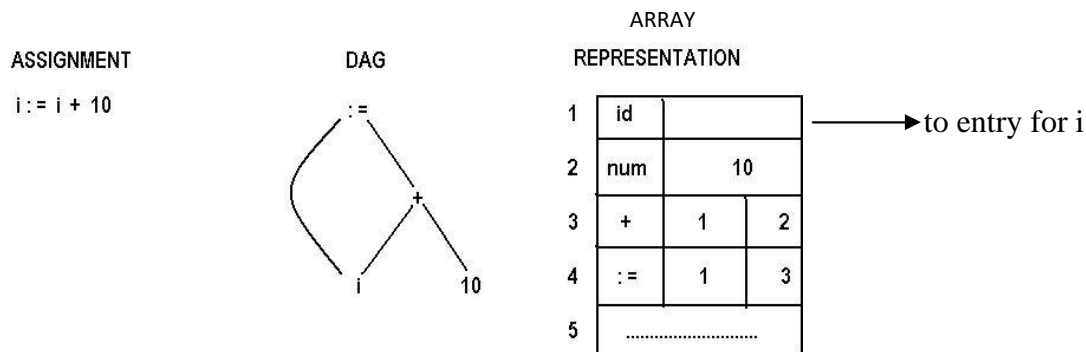 ARRAY
ASSIGNMENT DAG REPRESENTATION
i := i + 10
:=
+
i 10
1 id to entry for i
2 num 10
3 + 1 2
4 := 1 3
5 ...........................